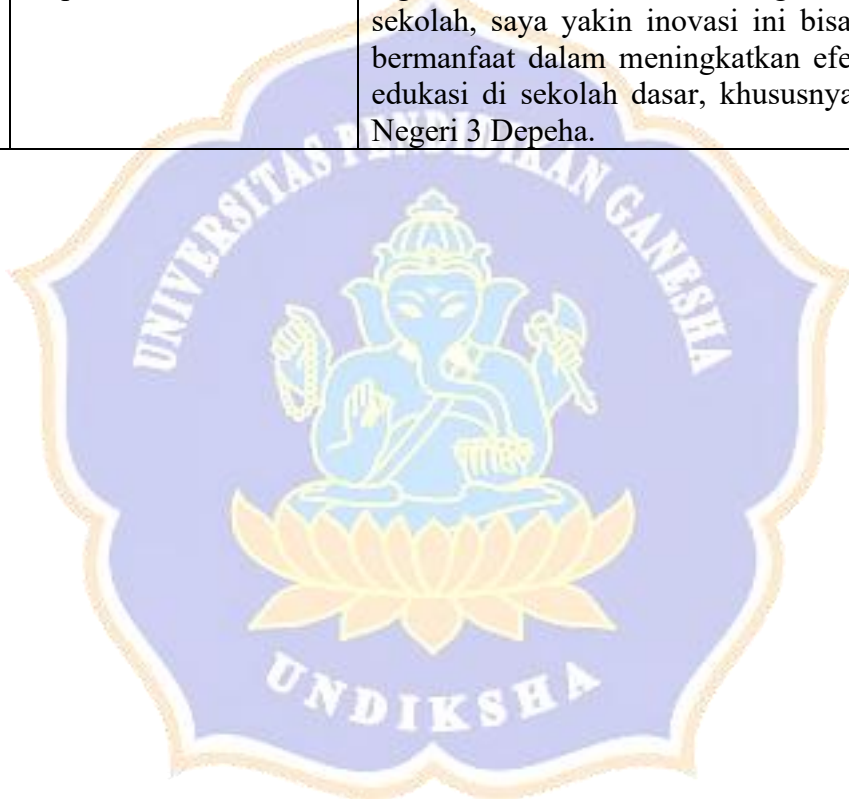 sekolah, saya yakin inovasi ini bisa
bermanfaat dalam meningkatkan efe
edukasi di sekolah dasar, khususnya
Negeri 3 Depeha.
UNIVERSITAS PENDIDIKAN GANESHA
UNDIKSHA